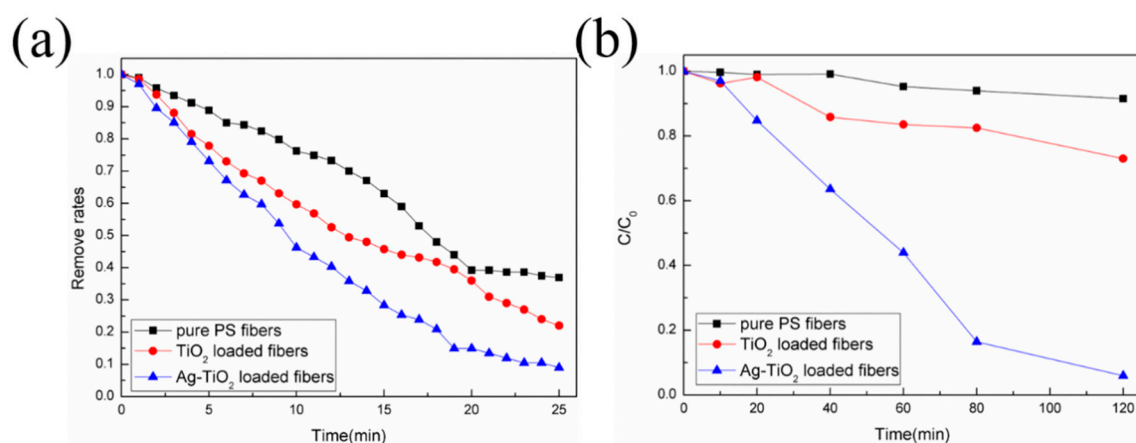 (a)
Remove rates
1.0
0.9
0.8
0.7
0.6
0.5
0.4
0.3
0.2
0.1
0.0
pure PS fibers
TiO₂ loaded fibers
Ag-TiO₂ loaded fibers
0 5 10 15 20 25
Time(min)
(b)
C/C₀
1.0
0.8
0.6
0.4
0.2
0.0
pure PS fibers
TiO₂ loaded fibers
Ag-TiO₂ loaded fibers
0 20 40 60 80 100 120
Time(min)